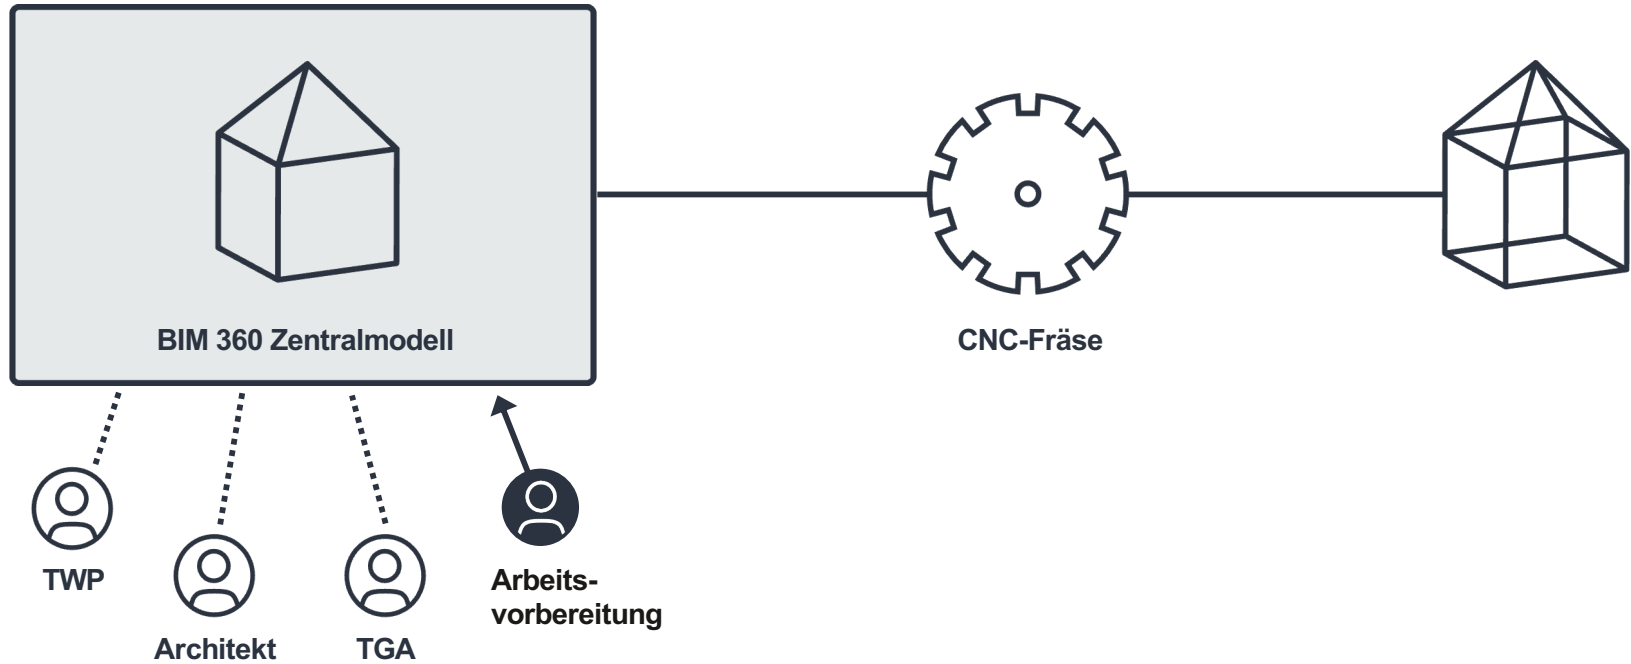 BIM 360 Zentralmodell
CNC-Fräse
TWP
Architekt
TGA
Arbeits-
vorbereitung